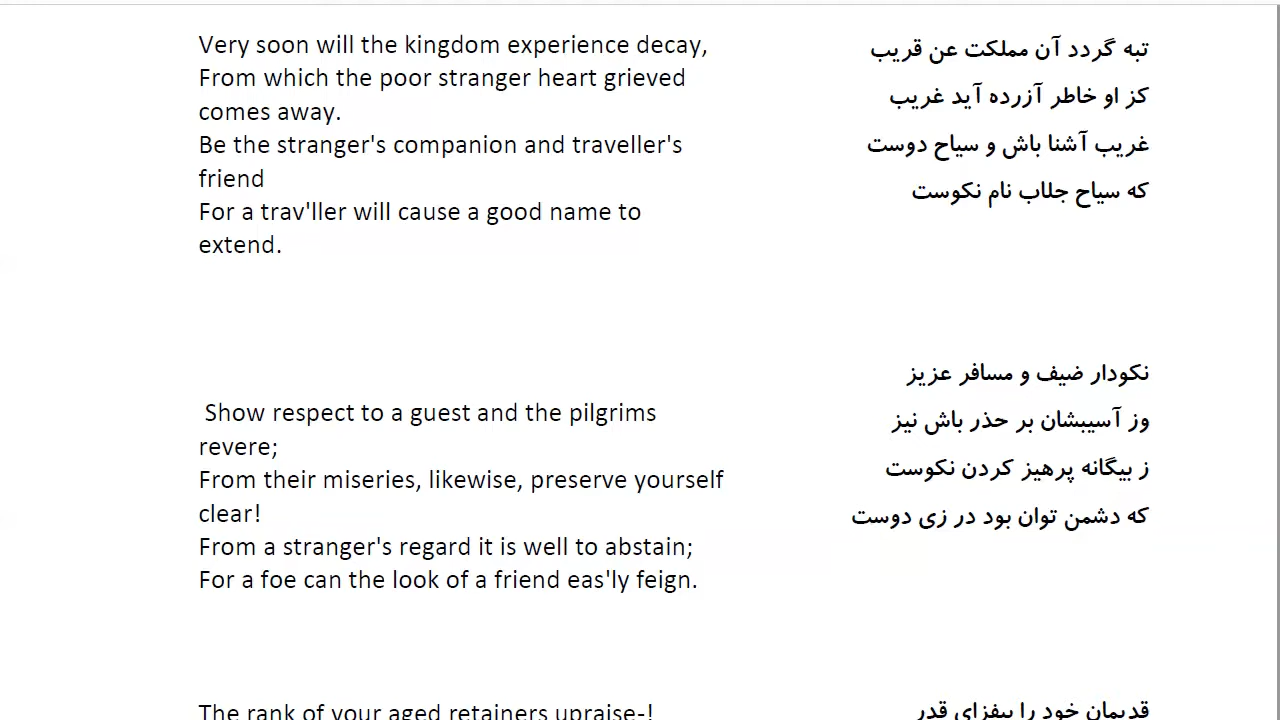 Very soon will the kingdom experience decay,
From which the poor stranger heart grieved
comes away.
Be the stranger's companion and traveller's
friend
For a trav'ller will cause a good name to
extend.
تبه گردد آن مملکت عن قریب
کز او خاطر آزرده آید غریب
غریب آشنا باش و سیاح دوست
که سیاح جلاب نام نکوست
Show respect to a guest and the pilgrims
revere;
From their miseries, likewise, preserve yourself
clear!
From a stranger's regard it is well to abstain;
For a foe can the look of a friend eas'ly feign.
نکودار ضیف و مسافر عزیز
وز آسیبشان بر حذر باش نیز
ز بیگانه پرهیز کردن نکوست
که دشمن توان بود در زی دوست
The rank of your aged retainers upraise-!
قدیمان خود را بیفزای قدر